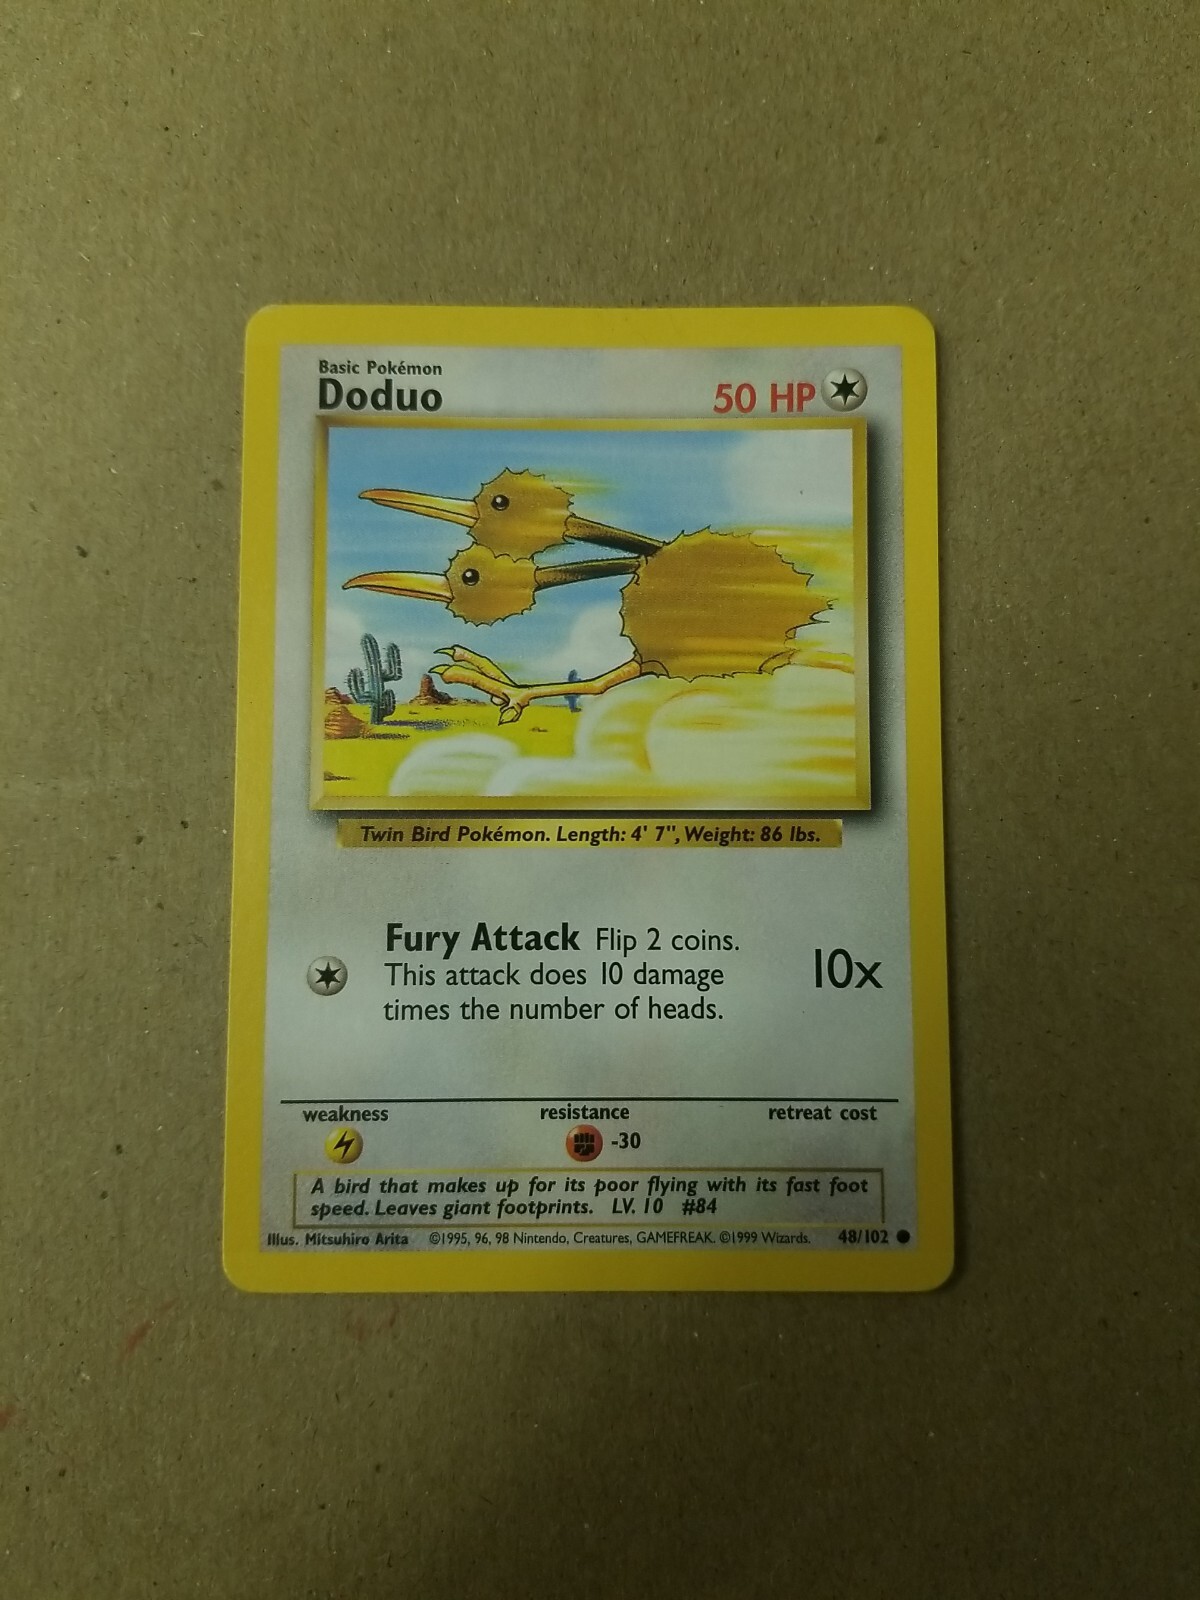 Basic Pokémon
Doduo
50 HP
Twin Bird Pokémon. Length: 4' 7", Weight: 86 lbs.
Fury Attack Flip 2 coins.
This attack does 10 damage
times the number of heads.
10x
weakness resistance retreat cost
-30
A bird that makes up for its poor flying with its fast foot
speed. Leaves giant footprints. LV. 10 #84
Illus. Mitsuhiro Arita ©1995, 96, 98 Nintendo, Creatures, GAMEFREAK. ©1999 Wizards. 48/102